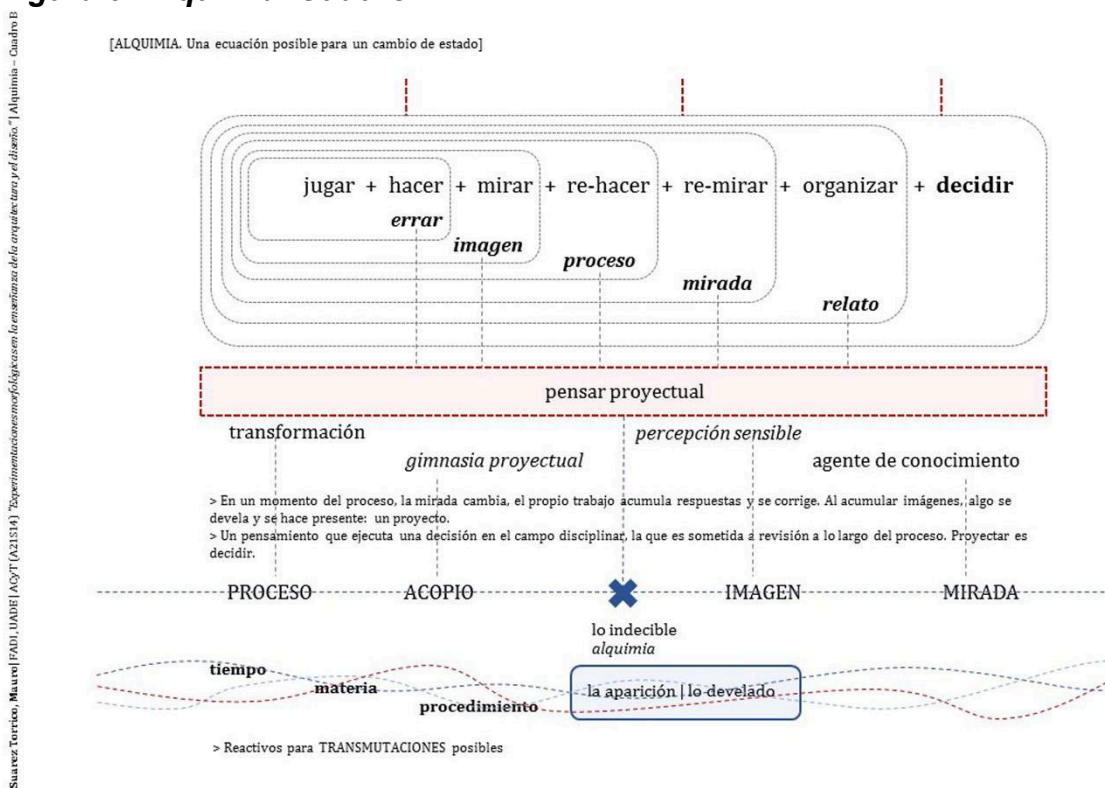 [ALQUIMIA. Una ecuación posible para un cambio de estado]
jugar + hacer + mirar + re-hacer + re-mirar + organizar + decidir
errar
imagen
proceso
mirada
relato
pensar proyectual
transformación
percepción sensible
gimnasia proyectual
agente de conocimiento
> En un momento del proceso, la mirada cambia, el propio trabajo acumula respuestas y se corrige. Al acumular imágenes, algo se
devela y se hace presente: un proyecto.
> Un pensamiento que ejecuta una decisión en el campo disciplinar, la que es sometida a revisión a lo largo del proceso. Proyectar es
decidir.
PROCESO ACOPIO IMAGEN MIRADA
lo indecible
alquimia
tiempo
materia
procedimiento
la aparición | lo develado
> Reactivos para TRANSMUTACIONES posibles
Suarez Torrico, Mauro| FADI, UADE| ACyT (A21S14) "Experimentaciones morfológicas en la enseñanza de la arquitectura y el diseño." | Alquimia – Cuadro B